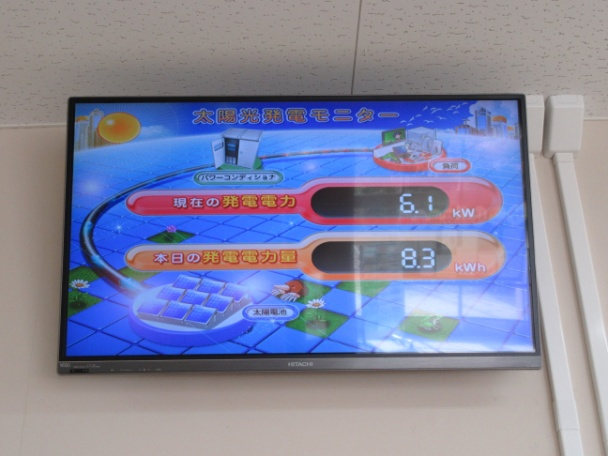 太陽光発電モニター
パワーコンディショナ
負荷
現在の発電電力
6.1 kW
本日の発電電力量
8.3 kWh
太陽電池
HITACHI